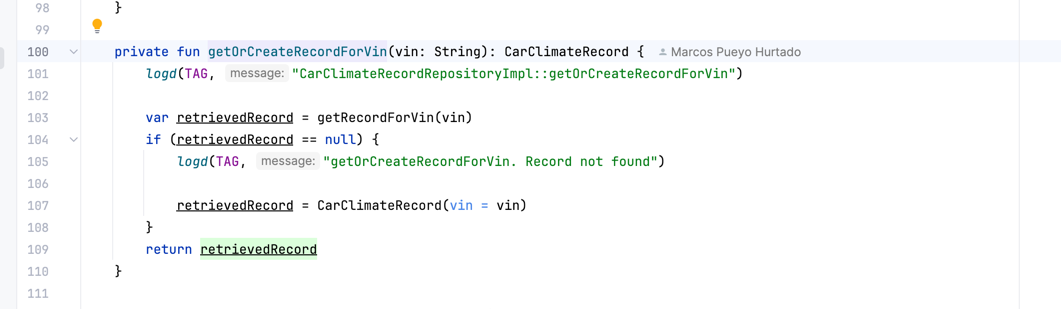 98 }
99
100 private fun getOrCreateRecordForVin(vin: String): CarClimateRecord { Marcos Pueyo Hurtado
101 logd(TAG, message: "CarClimateRecordRepositoryImpl::getOrCreateRecordForVin")
102
103 var retrievedRecord = getRecordForVin(vin)
104 if (retrievedRecord == null) {
105 logd(TAG, message: "getOrCreateRecordForVin. Record not found")
106
107 retrievedRecord = CarClimateRecord(vin = vin)
108 }
109 return retrievedRecord
110 }
111